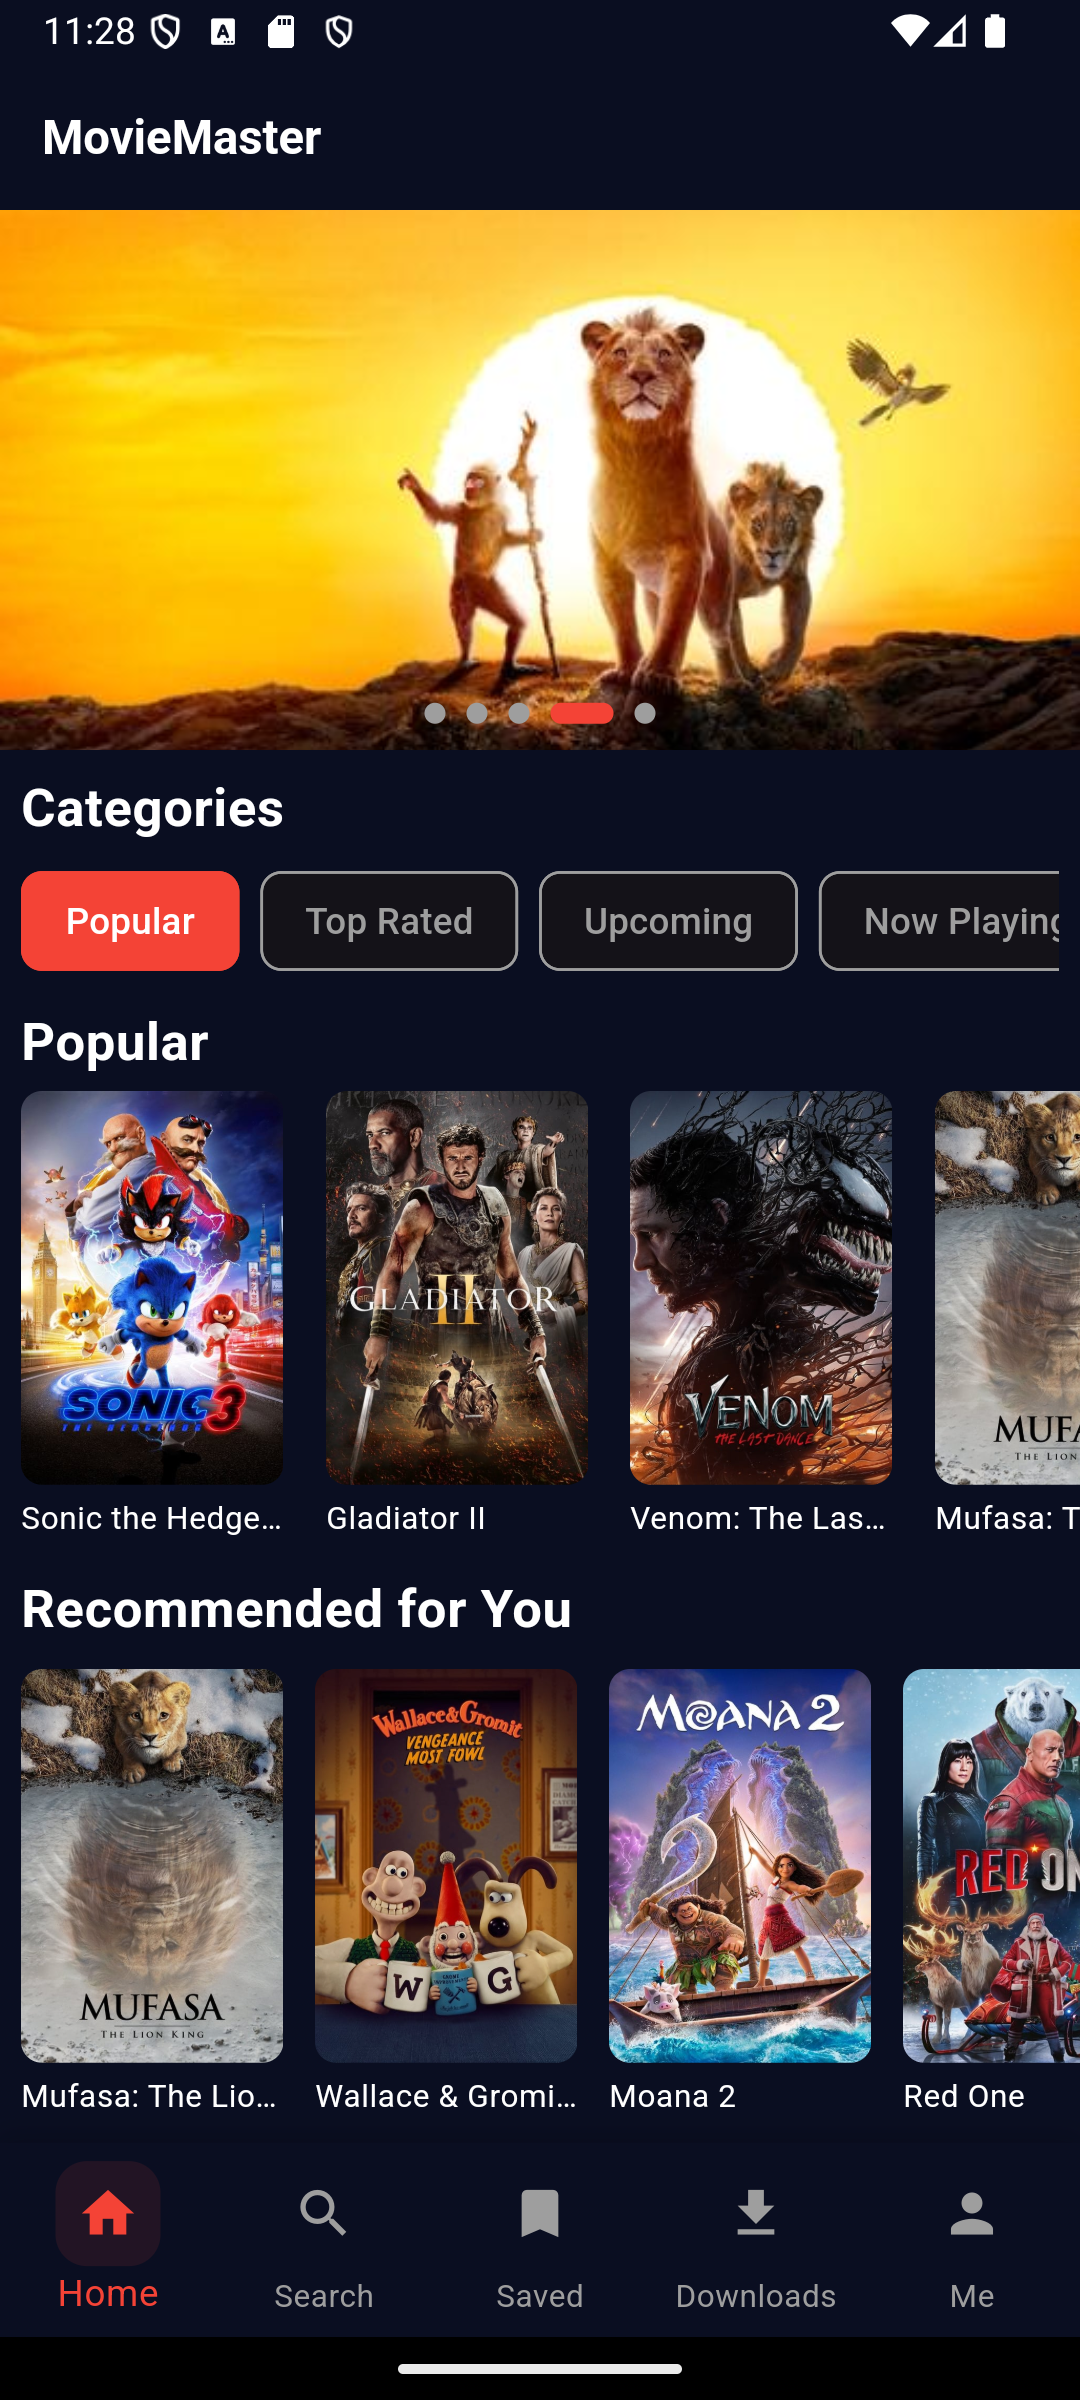 11:28
MovieMaster
Categories
Popular
Top Rated
Upcoming
Now Playing
Popular
SONIC 3
THE HEDGEHOG
GLADIATOR
II
VENOM
THE LAST DANCE
MUFA
THE LION
Sonic the Hedge...
Gladiator II
Venom: The Las...
Mufasa: T
Recommended for You
MUFASA
THE LION KING
Wallace & Gromit
VENGEANCE
MOST FOWL
W
G
MOANA 2
RED ON
Mufasa: The Lio...
Wallace & Gromi...
Moana 2
Red One
Home
Search
Saved
Downloads
Me